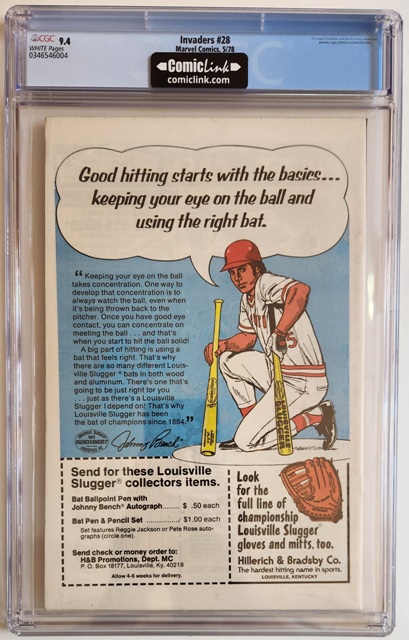 CGC 9.4
WHITE Pages
0346546004
Invaders #28
Marvel Comics, 5/78
ComicLink
comiclink.com
Good hitting starts with the basics...
keeping your eye on the ball and
using the right bat.
“ Keeping your eye on the ball
takes concentration. One way to
develop that concentration is to
always watch the ball, even when
it's being thrown back to the
pitcher. Once you have good eye
contact, you can concentrate on
meeting the ball . . . and that's
when you start to hit the ball solid!
A big part of hitting is using a
bat that feels right. That's why
there are so many different Louis-
ville Slugger® bats in both wood
and aluminum. There's one that's
going to be just right for you . . .
. . . just as there's a Louisville
Slugger I depend on! That's why
Louisville Slugger has been
the bat of champions since 1884.”
Johnny Bench
Send for these Louisville
Slugger® collectors items.
Bat Ballpoint Pen with
Johnny Bench® Autograph........ $ .50 each
Bat Pen & Pencil Set ............... $1.00 each
Set features Reggie Jackson or Pete Rose auto-
graphs (circle one).
Send check or money order to:
H&B Promotions, Dept. MC
P. O. Box 18177, Louisville, Ky. 40218
Allow 4-6 weeks for delivery.
Look
for the
full line of
championship
Louisville Slugger®
gloves and mitts, too.
Hillerich & Bradsby Co.
The hardest hitting name in sports.
LOUISVILLE, KENTUCKY